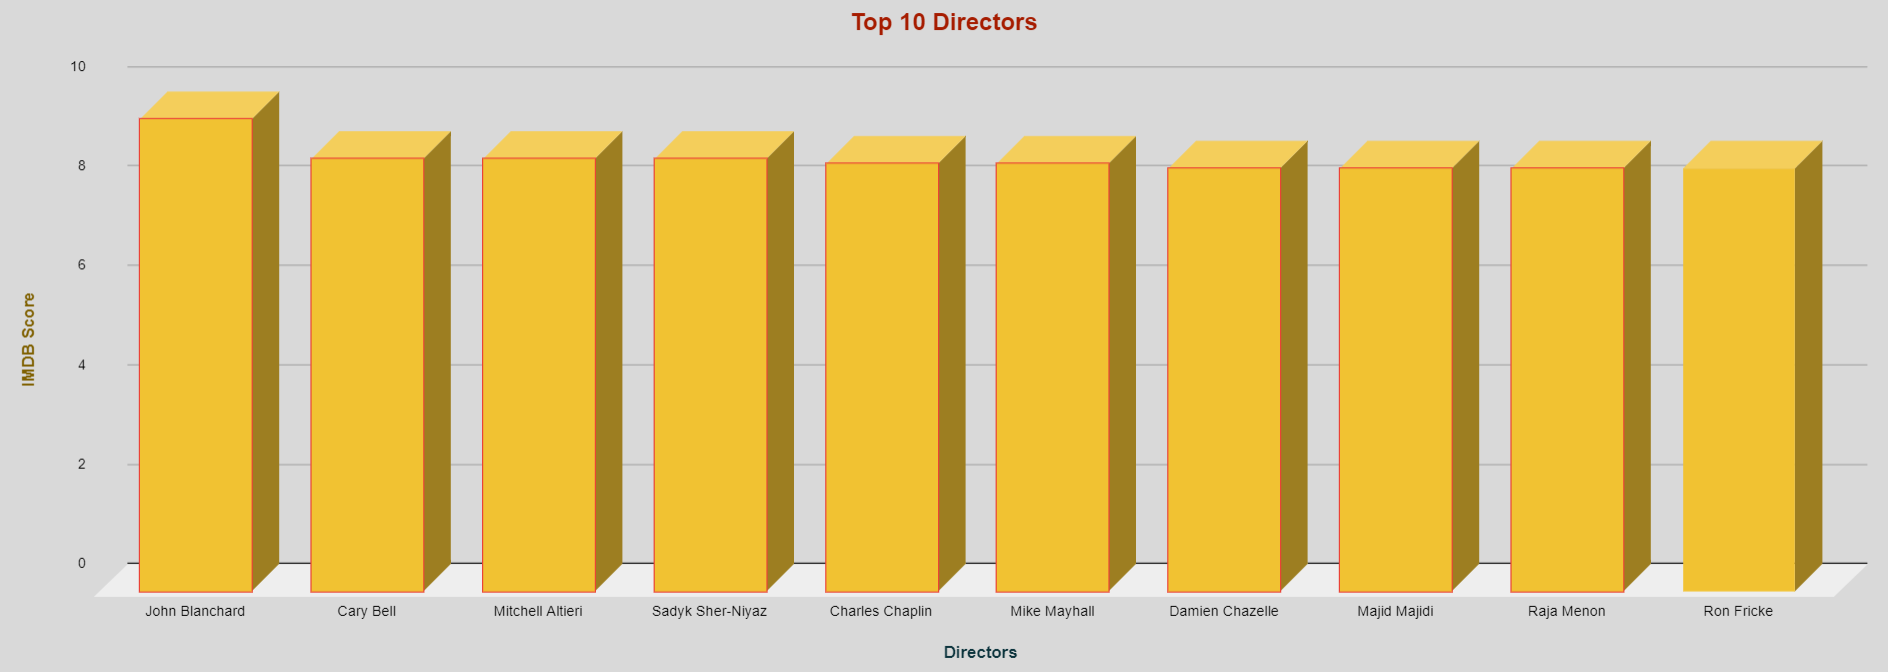 Top 10 Directors
10
8
6
4
2
0
IMDB Score
John Blanchard
Cary Bell
Mitchell Altieri
Sadyk Sher-Niyaz
Charles Chaplin
Mike Mayhall
Damien Chazelle
Majid Majidi
Raja Menon
Ron Fricke
Directors